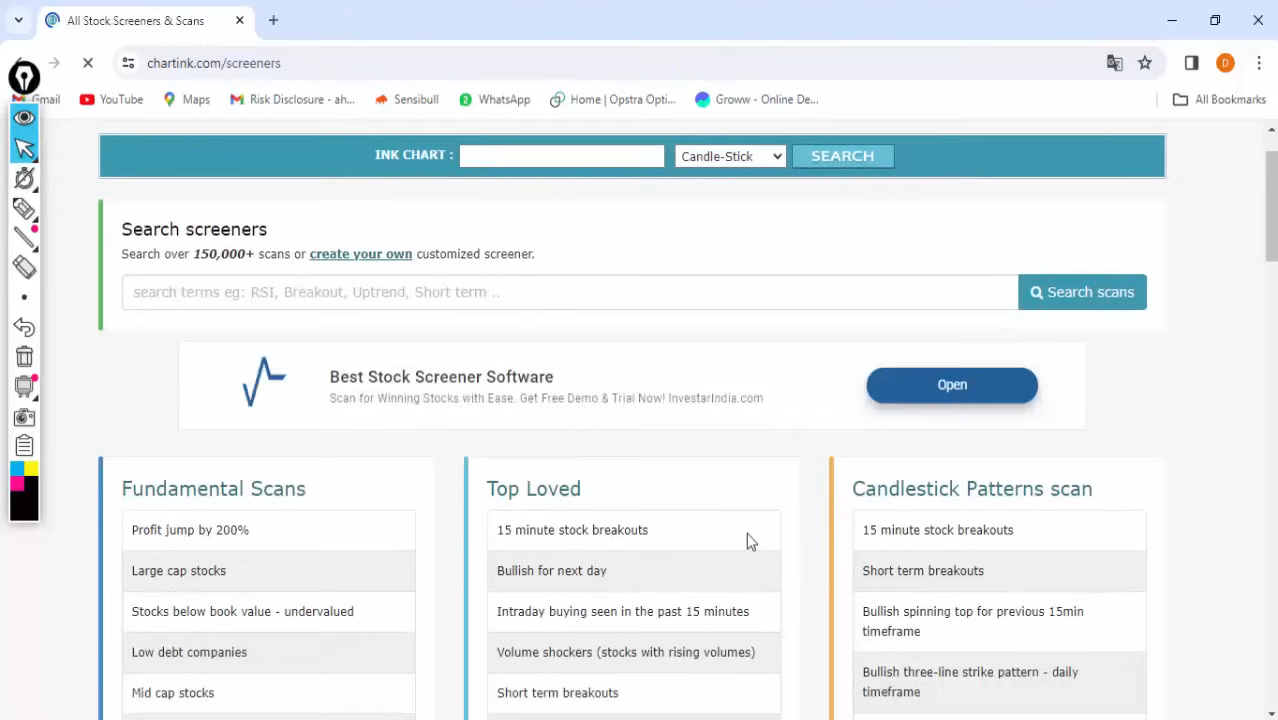 All Stock Screeners & Scans
chartink.com/screeners
D
Gmail
YouTube
Maps
Risk Disclosure - ah...
Sensibull
2
WhatsApp
Home | Opstra Opti...
Groww - Online De...
All Bookmarks
INK CHART :
Candle-Stick
SEARCH
Search screeners
Search over 150,000+ scans or create your own customized screener.
search terms eg: RSI, Breakout, Uptrend, Short term ..
Search scans
Best Stock Screener Software
Scan for Winning Stocks with Ease. Get Free Demo & Trial Now! InvestarIndia.com
Open
Fundamental Scans
Profit jump by 200%
Large cap stocks
Stocks below book value - undervalued
Low debt companies
Mid cap stocks
Top Loved
15 minute stock breakouts
Bullish for next day
Intraday buying seen in the past 15 minutes
Volume shockers (stocks with rising volumes)
Short term breakouts
Candlestick Patterns scan
15 minute stock breakouts
Short term breakouts
Bullish spinning top for previous 15min
timeframe
Bullish three-line strike pattern - daily
timeframe